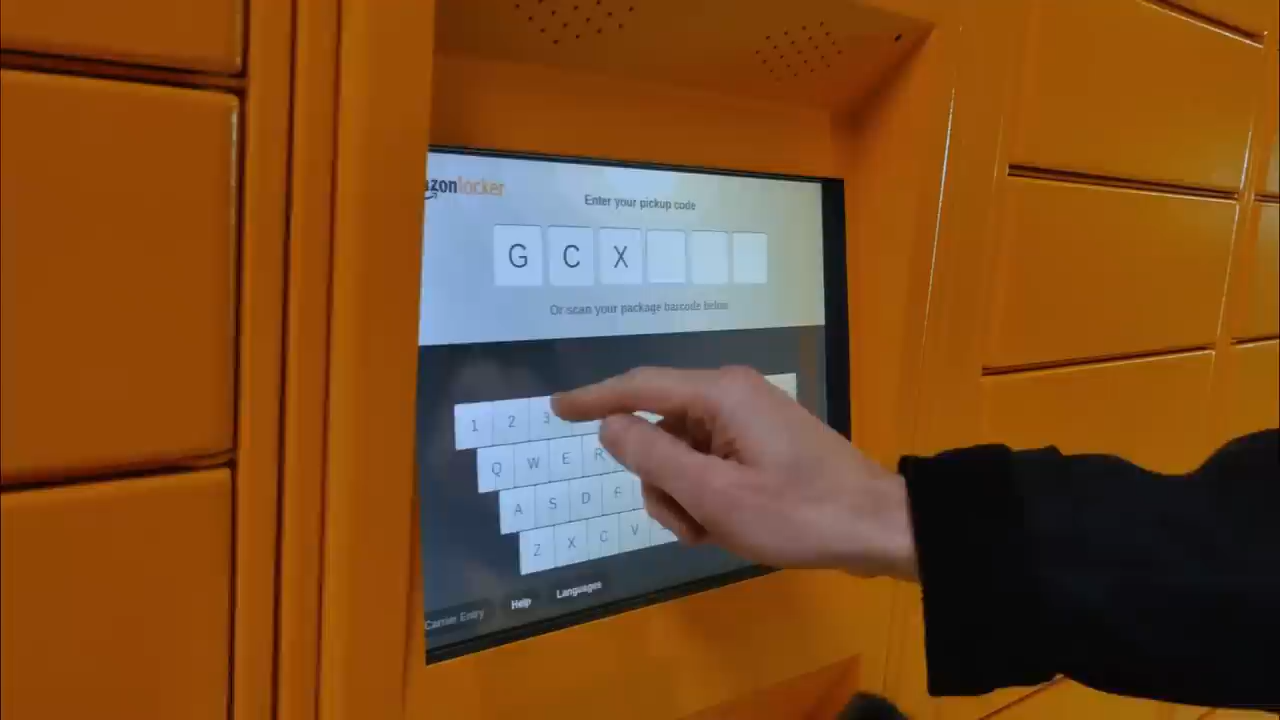 azonlocker
Enter your pickup code
G C X
Or scan your package barcode below
1 2 3
Q W E R
A S D F
Z X C V
Carrier Entry Help Languages